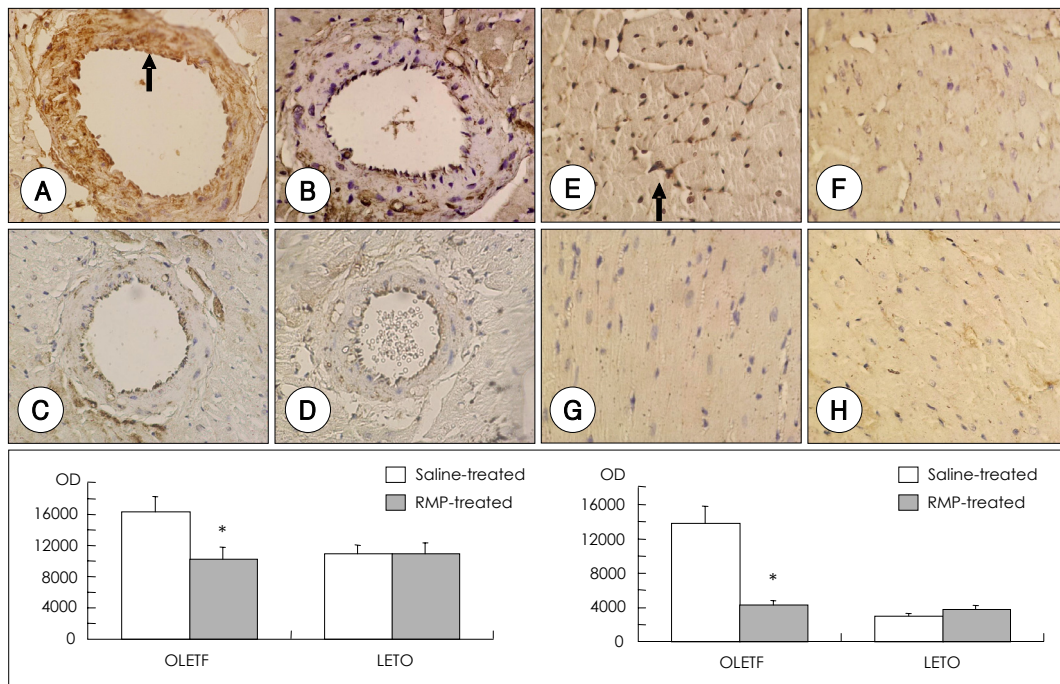 A
B
E
F
C
D
G
H
OD
Saline-treated
RMP-treated
*
16000
12000
8000
4000
0
OLETF
LETO
OD
Saline-treated
RMP-treated
*
16000
12000
8000
4000
0
OLETF
LETO